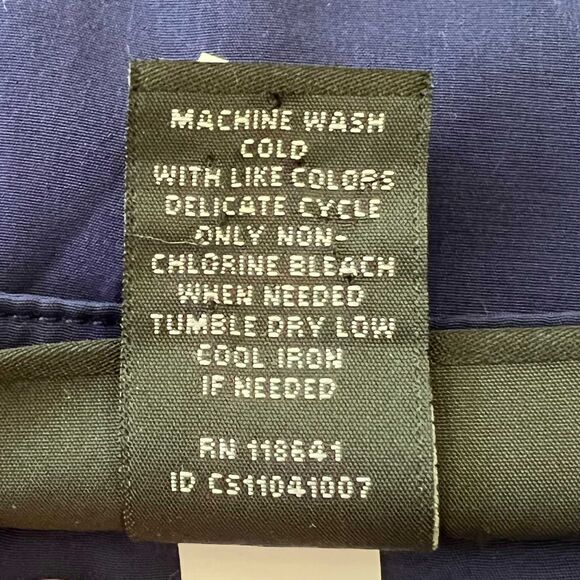 MACHINE WASH
COLD
WITH LIKE COLORS
DELICATE CYCLE
ONLY NON-
CHLORINE BLEACH
WHEN NEEDED
TUMBLE DRY LOW
COOL IRON
IF NEEDED
RN 118641
ID CS11041007